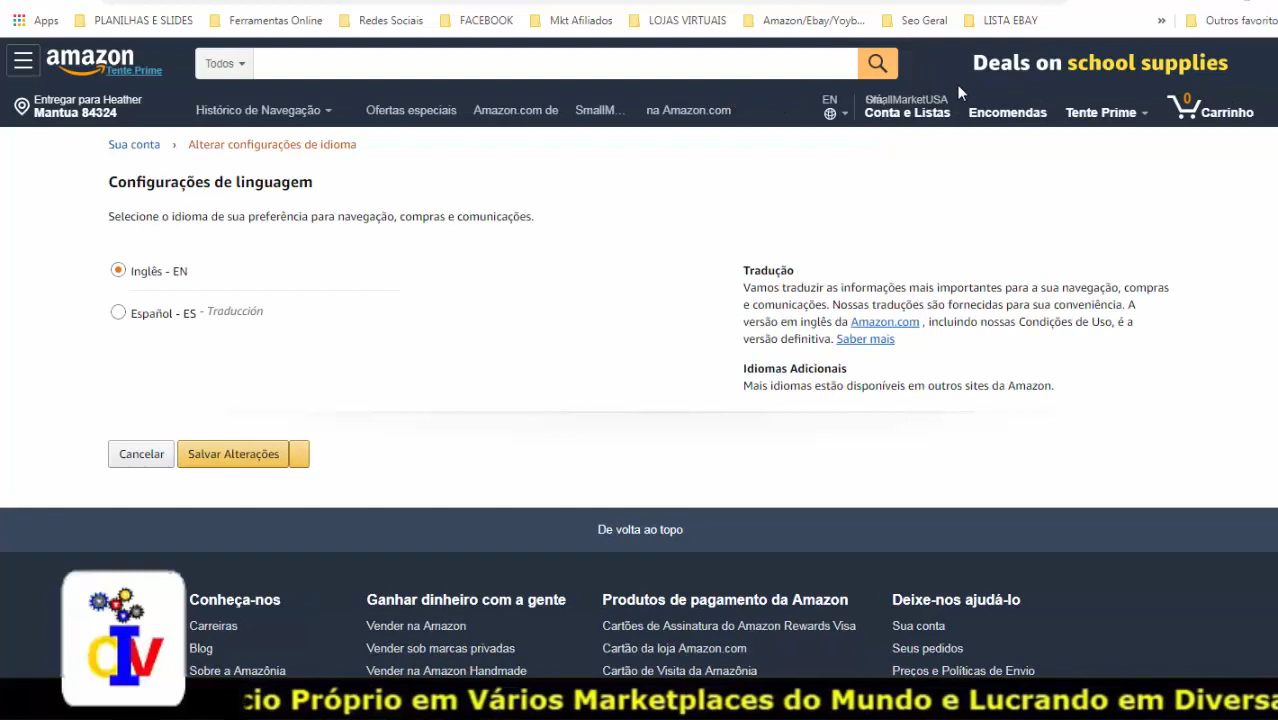 Apps PLANILHAS E SLIDES Ferramentas Online Redes Sociais FACEBOOK Mkt Afiliados LOJAS VIRTUAIS Amazon/Ebay/Yoyb... Seo Geral LISTA EBAY » Outros favorito
amazon
Tente Prime
Todos
Deals on school supplies
Entregar para Heather
Mantua 84324
Histórico de Navegação Ofertas especiais Amazon.com de SmallM... na Amazon.com
EN
SmallMarketUSA
Conta e Listas
Encomendas
Tente Prime
0
Carrinho
Sua conta › Alterar configurações de idioma
Configurações de linguagem
Selecione o idioma de sua preferência para navegação, compras e comunicações.
Inglês - EN
Español - ES - Traducción
Tradução
Vamos traduzir as informações mais importantes para a sua navegação, compras
e comunicações. Nossas traduções são fornecidas para sua conveniência. A
versão em inglês da Amazon.com , incluindo nossas Condições de Uso, é a
versão definitiva. Saber mais
Idiomas Adicionais
Mais idiomas estão disponíveis em outros sites da Amazon.
Cancelar
Salvar Alterações
De volta ao topo
Conheça-nos
Carreiras
Blog
Sobre a Amazônia
Ganhar dinheiro com a gente
Vender na Amazon
Vender sob marcas privadas
Vender na Amazon Handmade
Produtos de pagamento da Amazon
Cartões de Assinatura do Amazon Rewards Visa
Cartão da loja Amazon.com
Cartão de Visita da Amazônia
Deixe-nos ajudá-lo
Sua conta
Seus pedidos
Preços e Políticas de Envio
cio Próprio em Vários Marketplaces do Mundo e Lucrando em Diversa